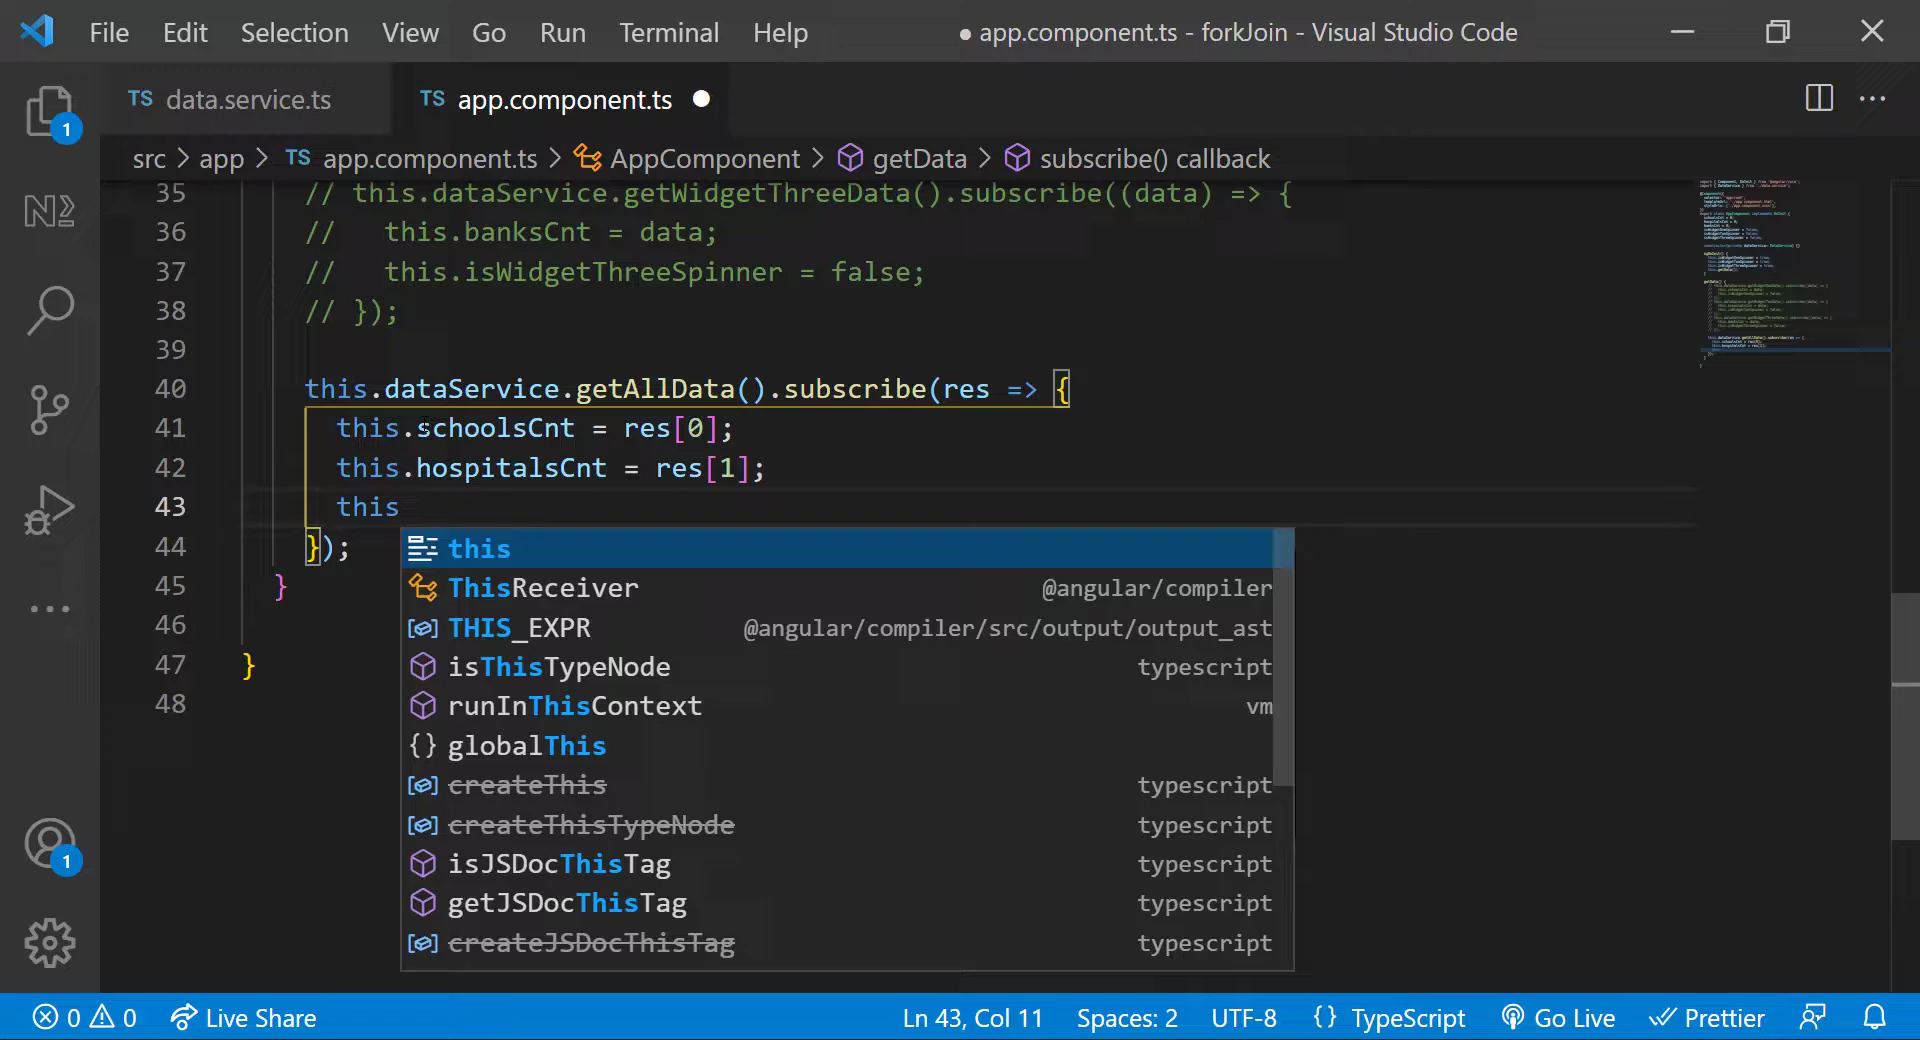 File Edit Selection View Go Run Terminal Help ● app.component.ts - forkJoin - Visual Studio Code
TS data.service.ts TS app.component.ts
src > app > TS app.component.ts > AppComponent > getData > subscribe() callback
35 // this.dataService.getWidgetThreeData().subscribe((data) => {
36 //   this.banksCnt = data;
37 //   this.isWidgetThreeSpinner = false;
38 // });
39
40 this.dataService.getAllData().subscribe(res => {
41 this.schoolsCnt = res[0];
42 this.hospitalsCnt = res[1];
43 this
44 });
this
ThisReceiver @angular/compiler
45 }
THIS_EXPR @angular/compiler/src/output/output_ast
46
isThisTypeNode typescript
47 }
runInThisContext vm
48
globalThis
createThis typescript
createThisTypeNode typescript
isJSDocThisTag typescript
getJSDocThisTag typescript
createJSDocThisTag typescript
1
1
0 0 Live Share Ln 43, Col 11 Spaces: 2 UTF-8 {} TypeScript Go Live Prettier